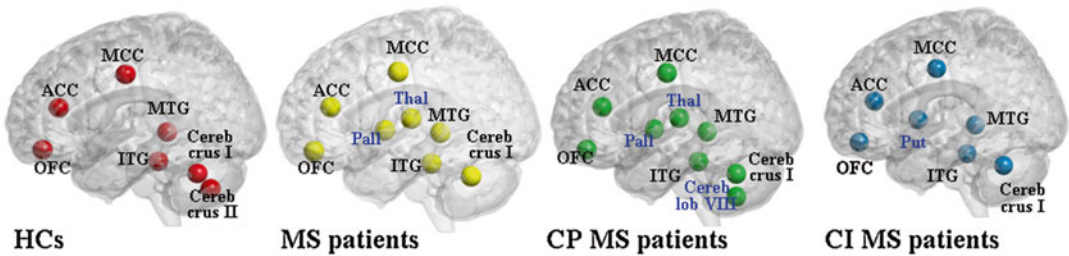 MCC
ACC
MTG
Cereb
crus I
ITG
OFC
Cereb
crus II
HCs
MCC
ACC
Thal
MTG
Pall
Cereb
crus I
ITG
OFC
MS patients
MCC
ACC
Thal
MTG
Pall
OFC
ITG
Cereb
crus I
Cereb
lob VIII
CP MS patients
MCC
ACC
MTG
Put
OFC
ITG
Cereb
crus I
CI MS patients